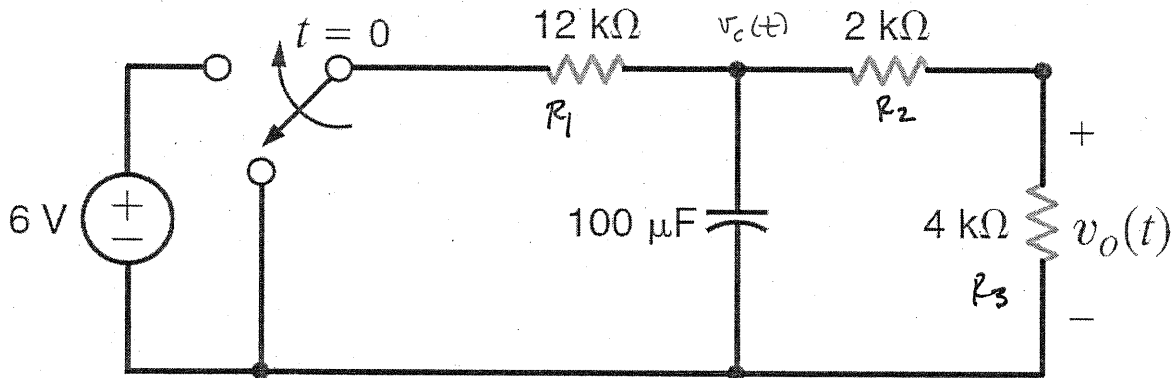 t = 0
12 kΩ
v_c(t)
2 kΩ
R₁
R₂
+
6 V
+
−
100 μF
4 kΩ
v_O(t)
R₃
−